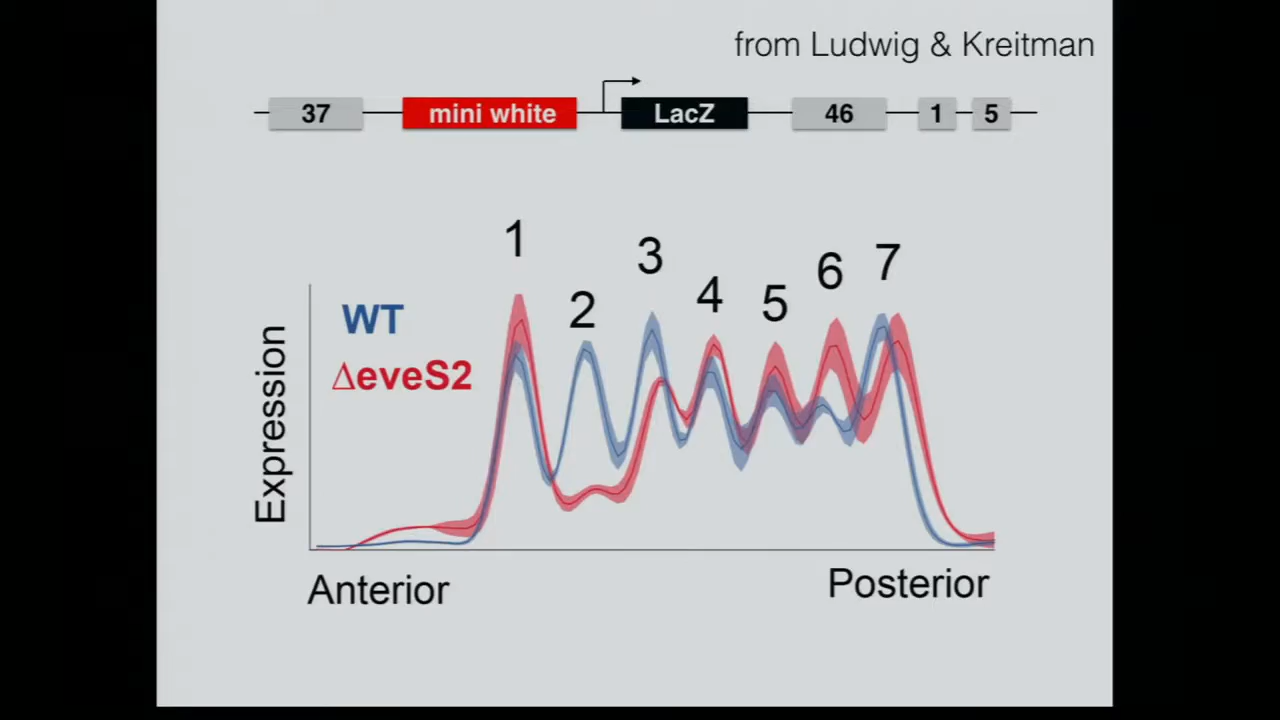 from Ludwig & Kreitman
37 mini white LacZ 46 1 5
1 2 3 4 5 6 7
WT
ΔeveS2
Expression
Anterior Posterior